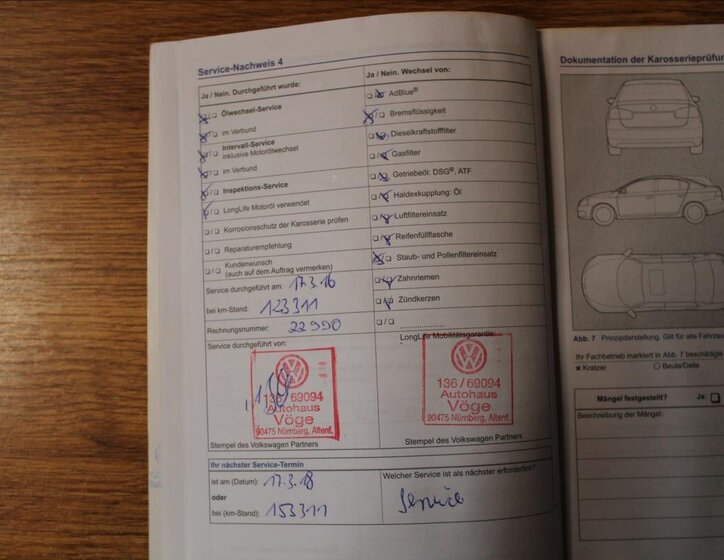 Service-Nachweis 4
Ja / Nein. Durchgeführt wurde:
Ölwechsel-Service
im Verbund
Intervall-Service
inklusive Motorölwechsel
im Verbund
Inspektions-Service
LongLife Motoröl verwendet
Korrosionsschutz der Karosserie prüfen
Reparaturempfehlung
Kundenwunsch
(auch auf dem Auftrag vermerken)
Service durchgeführt am: 17.3.16
bei km-Stand: 123311
Rechnungsnummer: 22990
Service durchgeführt von:
136 / 69094
Autohaus
Vöge
90475 Nürnberg, Altenf.
Stempel des Volkswagen Partners
Ja / Nein. Wechsel von:
AdBlue®
Bremsflüssigkeit
Dieselkraftstofffilter
Gasfilter
Getriebeöl: DSG®, ATF
Haldexkupplung: Öl
Luftfiltereinsatz
Reifenfüllflasche
Staub- und Pollenfiltereinsatz
Zahnriemen
Zündkerzen
LongLife Mobilitätsgarantie:
136 / 69094
Autohaus
Vöge
90475 Nürnberg, Altenf.
Stempel des Volkswagen Partners
Ihr nächster Service-Termin
ist am (Datum): 17.3.18
oder
bei (km-Stand): 153311
Welcher Service ist als nächster erforderlich?
Service
Dokumentation der Karosserieprüfun
Abb. 7 Prinzipdarstellung. Gilt für alle Fahrzeu
Ihr Fachbetrieb markiert in Abb. 7 beschädigte
x Kratzer ○ Beule/Delle
Mängel festgestellt? Ja:
Beschreibung der Mängel: